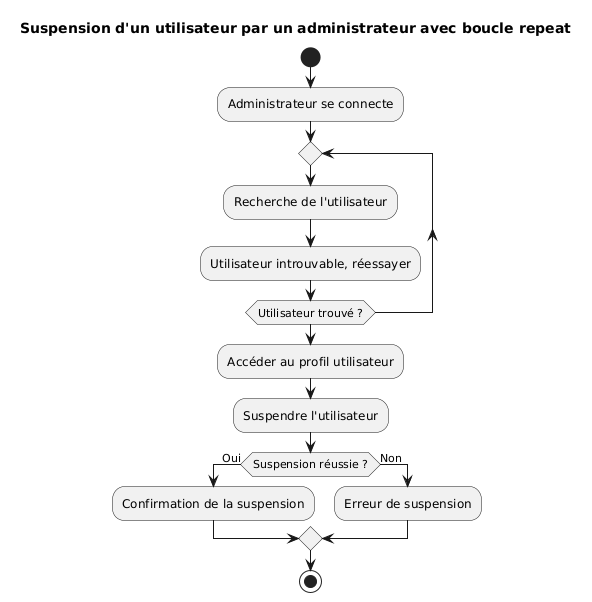 Suspension d'un utilisateur par un administrateur avec boucle repeat
Administrateur se connecte
Recherche de l'utilisateur
Utilisateur introuvable, réessayer
Utilisateur trouvé ?
Accéder au profil utilisateur
Suspendre l'utilisateur
Oui
Suspension réussie ?
Non
Confirmation de la suspension
Erreur de suspension